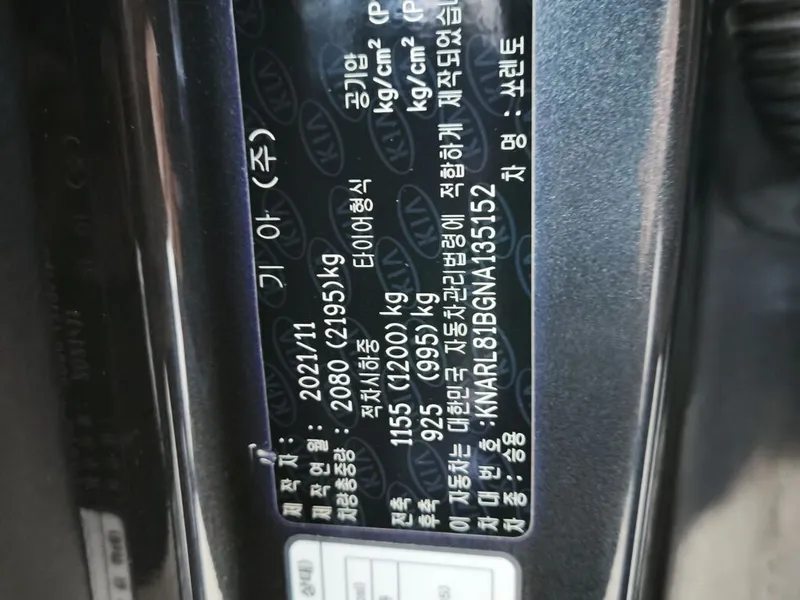 제 작 자 : 기 아 (주)
제 작 연 월 : 2021/11
차량총중량 : 2080 (2195)kg
적차시하중 타이어형식 공기압
전축 1155 (1200)kg kg/cm² (P
후축 925 (995)kg kg/cm² (P
이 자동차는 대한민국 자동차관리법령에 적합하게 제작되었습니
차 대 번 호 :KNARL81BGNA135152
차 종 : 승용 차 명 : 쏘렌토